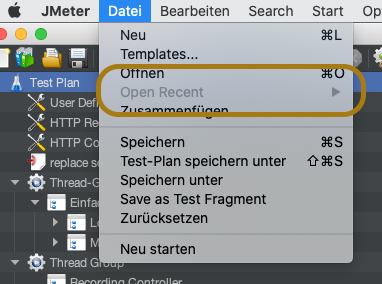 JMeter Datei Bearbeiten Search Start Op
Neu ⌘L
Templates...
Öffnen ⌘O
Open Recent
Zusammenfügen
Speichern ⌘S
Test-Plan speichern unter ⇧⌘S
Speichern unter
Save as Test Fragment
Zurücksetzen
Neu starten
Test Plan
User Defi
HTTP Re
HTTP Co
replace se
Thread-G
Einfac
Lo
M
Thread Group
Recording Controller